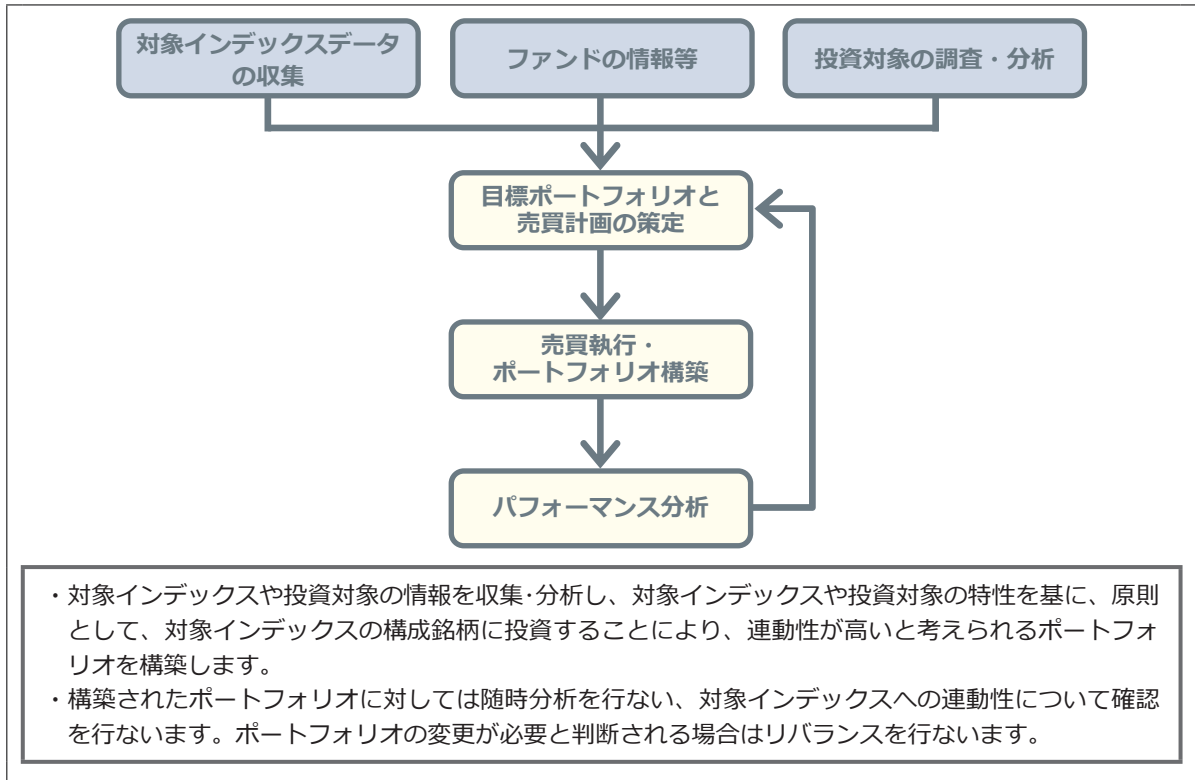 対象インデックスデータ
の収集
ファンドの情報等
投資対象の調査・分析
目標ポートフォリオと
売買計画の策定
売買執行・
ポートフォリオ構築
パフォーマンス分析
・対象インデックスや投資対象の情報を収集･分析し、対象インデックスや投資対象の特性を基に、原則
として、対象インデックスの構成銘柄に投資することにより、連動性が高いと考えられるポートフォ
リオを構築します。
・構築されたポートフォリオに対しては随時分析を行ない、対象インデックスへの連動性について確認
を行ないます。ポートフォリオの変更が必要と判断される場合はリバランスを行ないます。